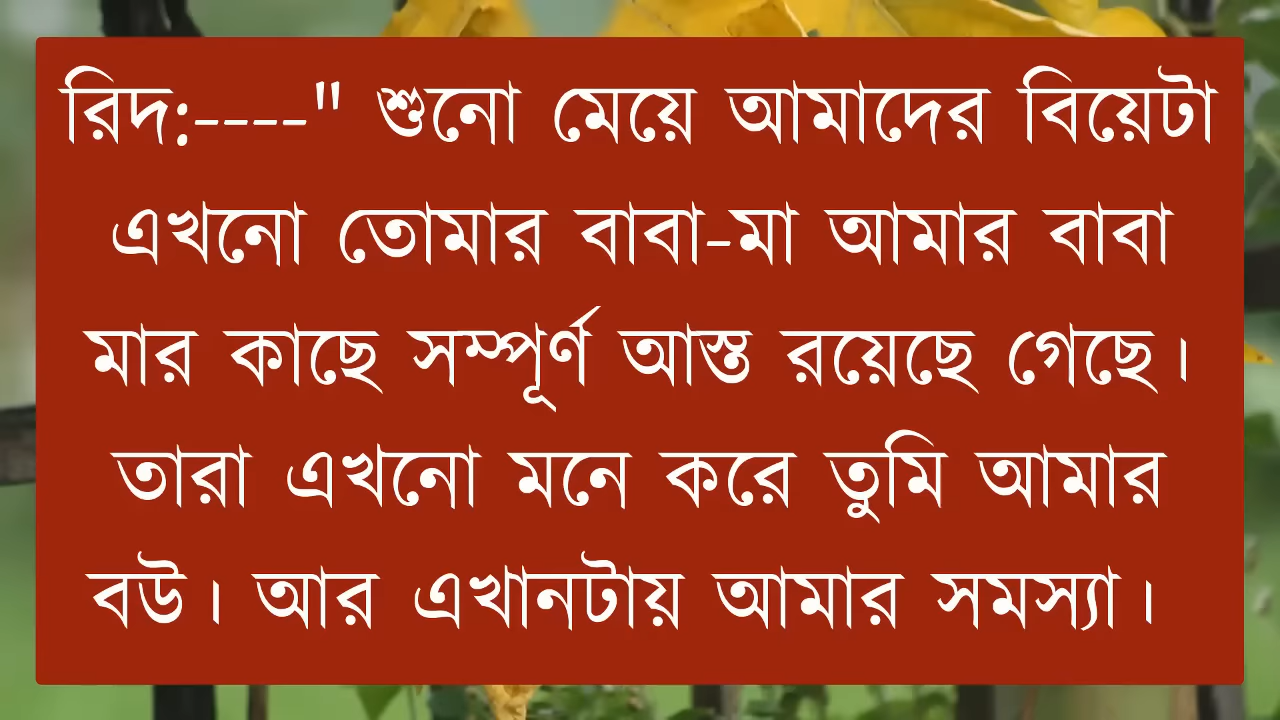 রিদ:----" শুনো মেয়ে আমাদের বিয়েটা
এখনো তোমার বাবা-মা আমার বাবা
মার কাছে সম্পূর্ণ আস্ত রয়েছে গেছে।
তারা এখনো মনে করে তুমি আমার
বউ। আর এখানটায় আমার সমস্যা।